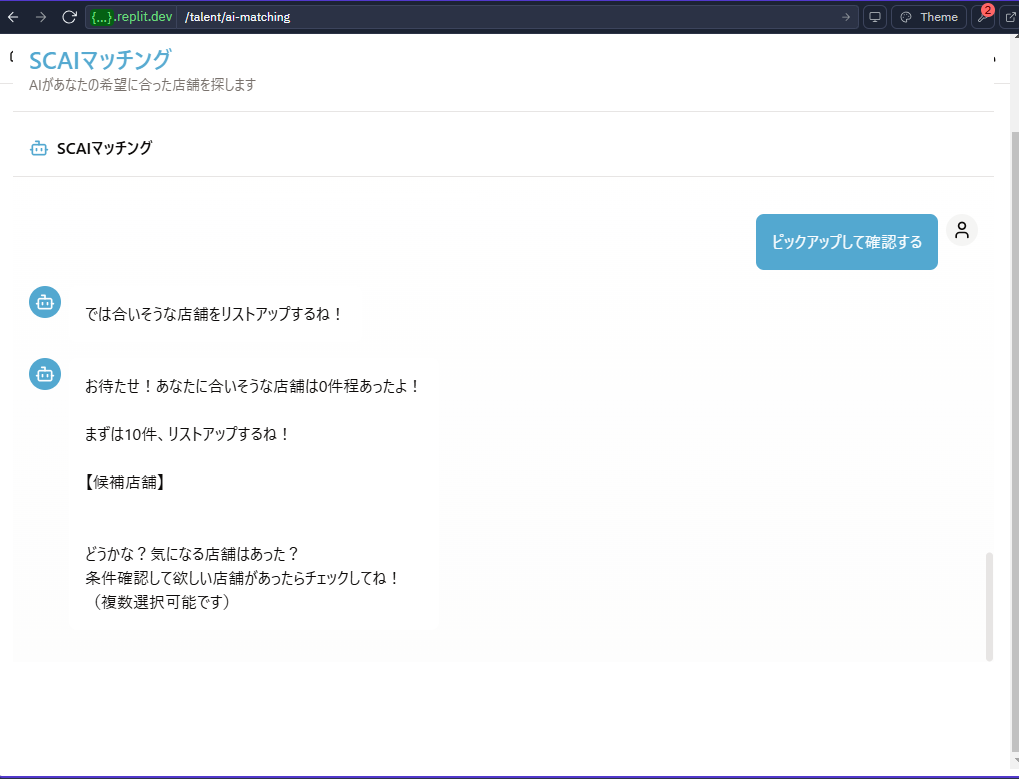 {...}.replit.dev /talent/ai-matching
Theme
2
SCAIマッチング
AIがあなたの希望に合った店舗を探します
SCAIマッチング
ピックアップして確認する
では合いそうな店舗をリストアップするね！
お待たせ！あなたに合いそうな店舗は0件程あったよ！
まずは10件、リストアップするね！
【候補店舗】
どうかな？気になる店舗はあった？
条件確認して欲しい店舗があったらチェックしてね！
（複数選択可能です）